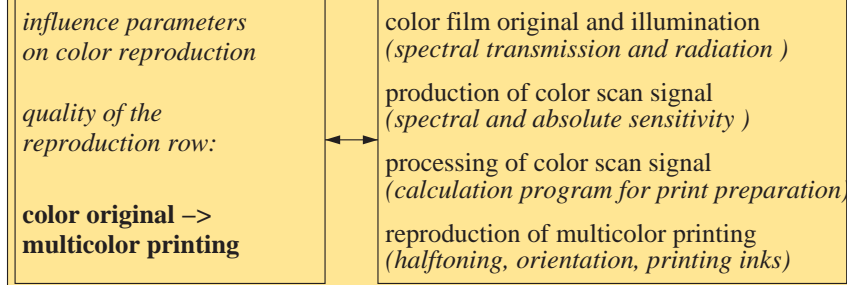 influence parameters
on color reproduction
quality of the
reproduction row:
color original –>
multicolor printing
color film original and illumination
(spectral transmission and radiation )
production of color scan signal
(spectral and absolute sensitivity )
processing of color scan signal
(calculation program for print preparation)
reproduction of multicolor printing
(halftoning, orientation, printing inks)